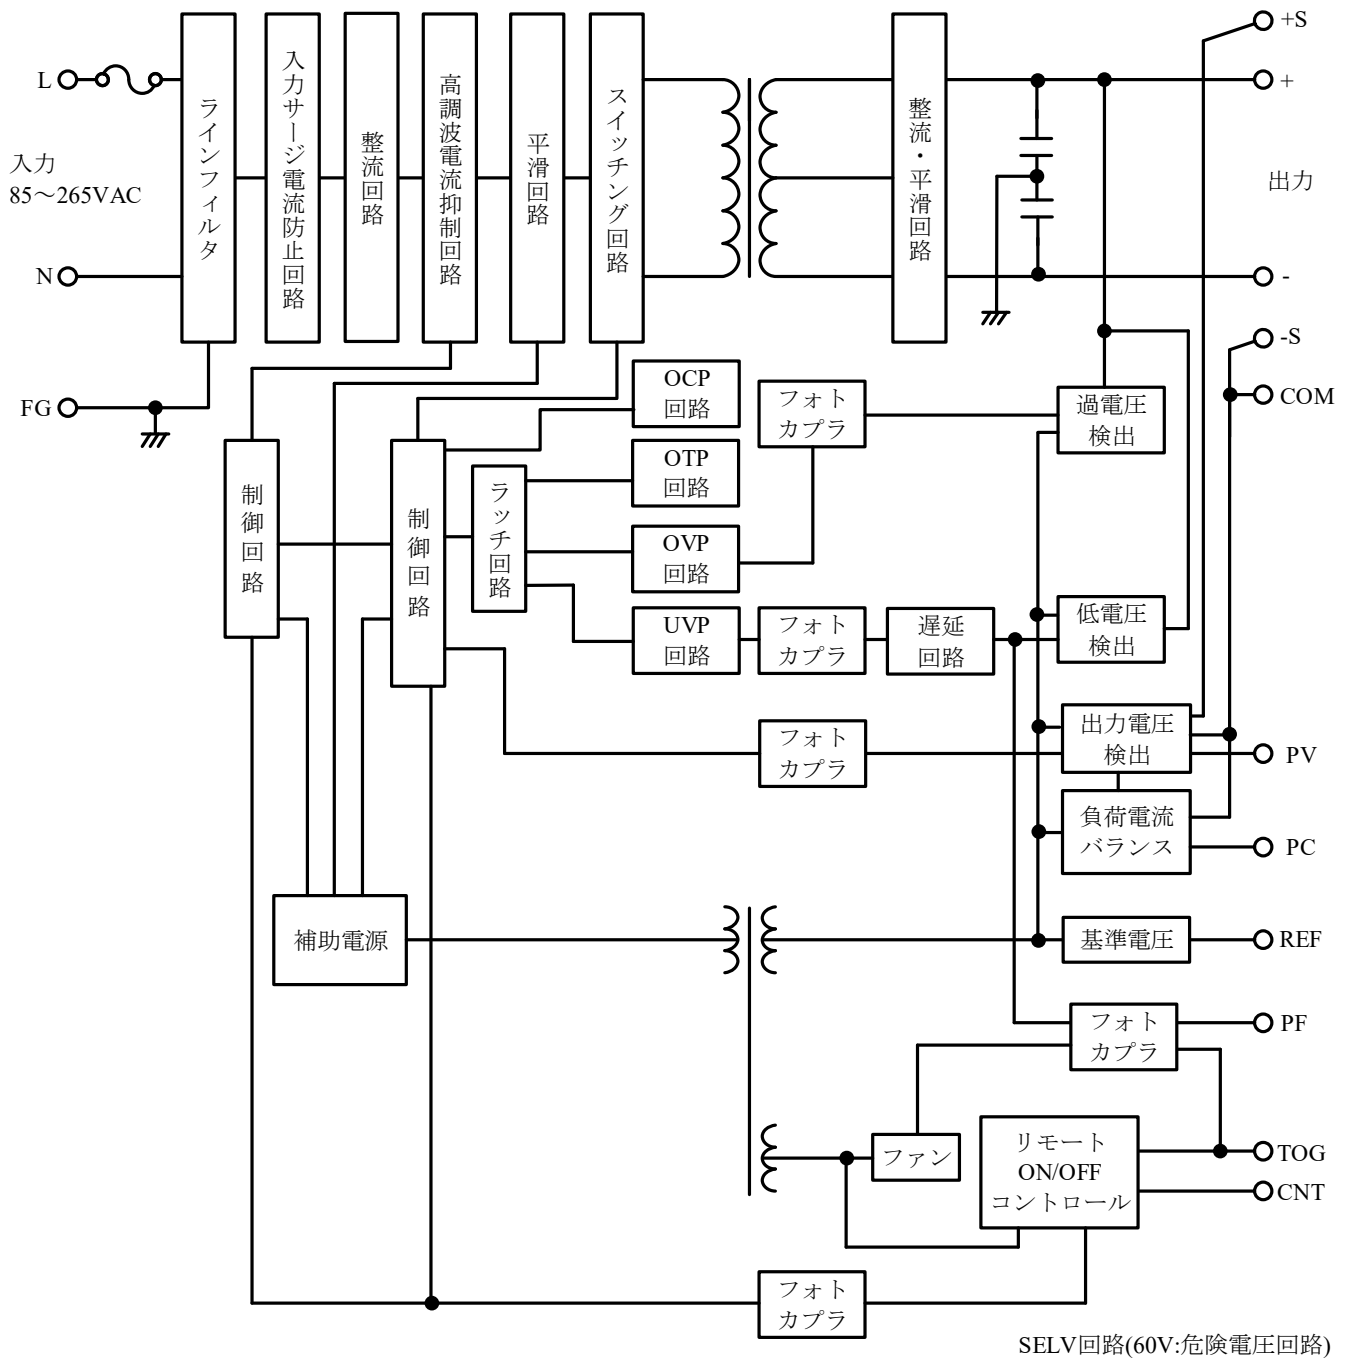 +S
L
+
入力
85～265VAC
N
FG
ラインフィルタ
入力サージ電流防止回路
整流回路
高調波電流抑制回路
平滑回路
スイッチング回路
整流・平滑回路
出力
-
-S
COM
OCP
回路
フォト
カプラ
過電圧
検出
OTP
回路
制御回路
制御回路
ラッチ回路
OVP
回路
UVP
回路
フォト
カプラ
遅延
回路
低電圧
検出
フォト
カプラ
出力電圧
検出
PV
負荷電流
バランス
PC
補助電源
基準電圧
REF
フォト
カプラ
PF
ファン
リモート
ON/OFF
コントロール
TOG
CNT
フォト
カプラ
SELV回路(60V:危険電圧回路)